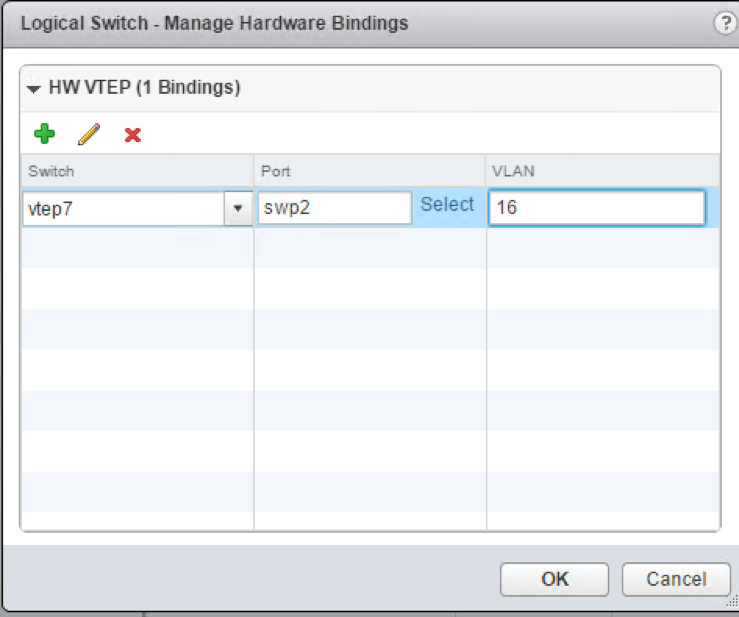 Logical Switch - Manage Hardware Bindings
?
HW VTEP (1 Bindings)
Switch Port VLAN
vtep7 swp2 Select 16
OK Cancel